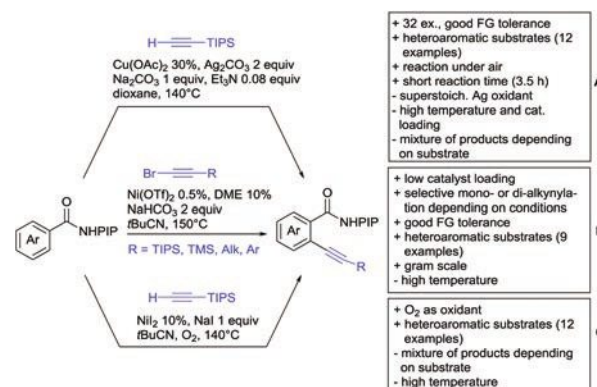 H
TIPS
Cu(OAc)2 30%, Ag2CO3 2 equiv
Na2CO3 1 equiv, Et3N 0.08 equiv
dioxane, 140°C
Br
R
Ni(OTf)2 0.5%, DME 10%
NaHCO3 2 equiv
tBuCN, 150°C
R = TIPS, TMS, Alk, Ar
H
TIPS
NiI2 10%, NaI 1 equiv
tBuCN, O2, 140°C
O
Ar
NHPIP
O
Ar
NHPIP
R
+ 32 ex., good FG tolerance
+ heteroaromatic substrates (12
examples)
+ reaction under air
+ short reaction time (3.5 h)
- superstoich. Ag oxidant
- high temperature and cat.
loading
- mixture of products depending
on substrate
+ low catalyst loading
+ selective mono- or di-alkynyla-
tion depending on conditions
+ good FG tolerance
+ heteroaromatic substrates (9
examples)
+ gram scale
- high temperature
+ O2 as oxidant
+ heteroaromatic substrates (12
examples)
- mixture of products depending
on substrate
- high temperature